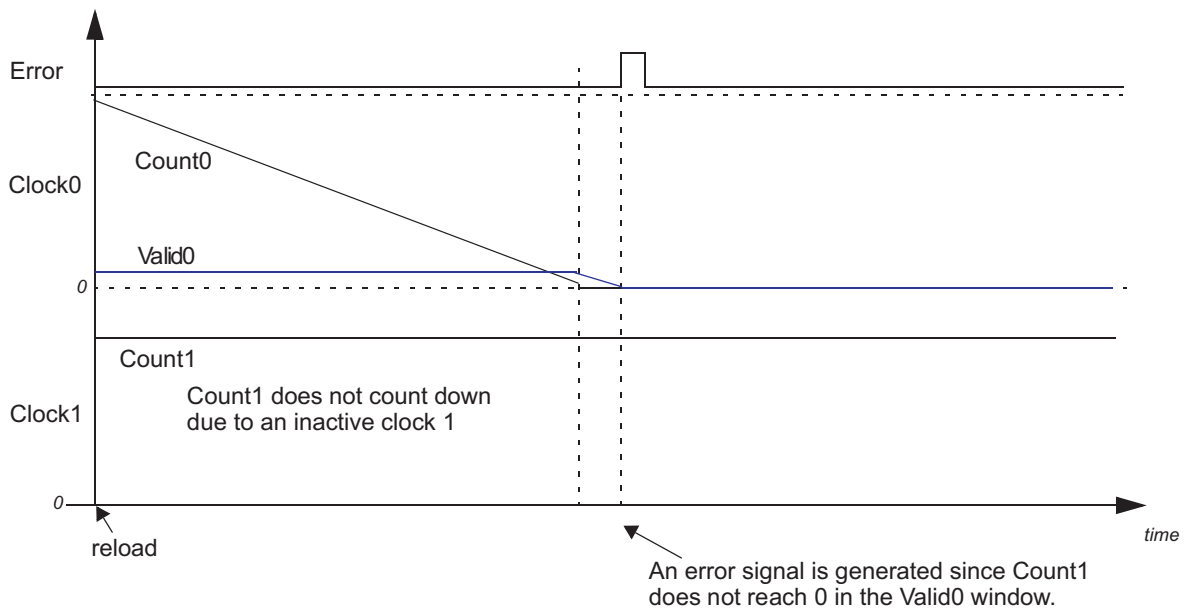 Error
Count0
Clock0
Valid0
0
Count1
Count1 does not count down
due to an inactive clock 1
Clock1
0
reload
time
An error signal is generated since Count1
does not reach 0 in the Valid0 window.